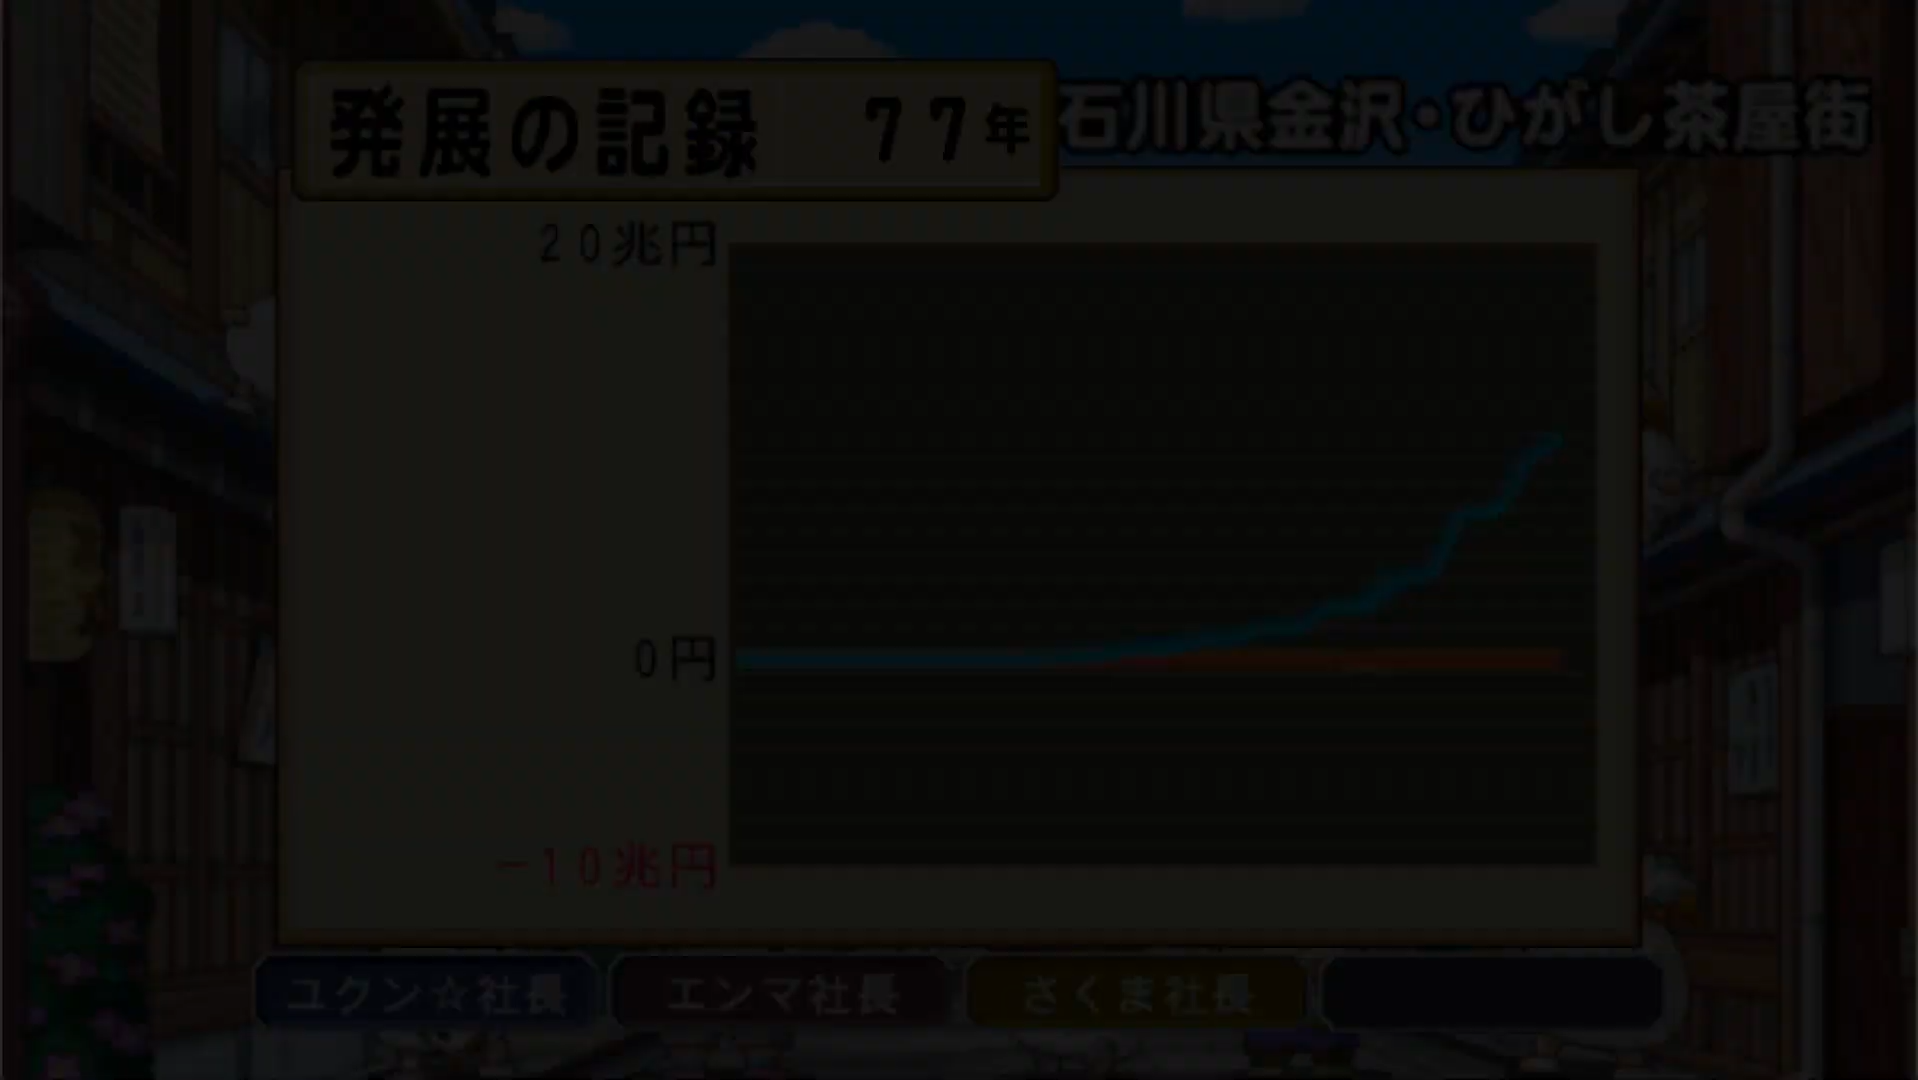 発展の記録 77年
石川県金沢・ひがし茶屋街
20兆円
0円
-10兆円
ユクン☆社長
エンマ社長
さくま社長